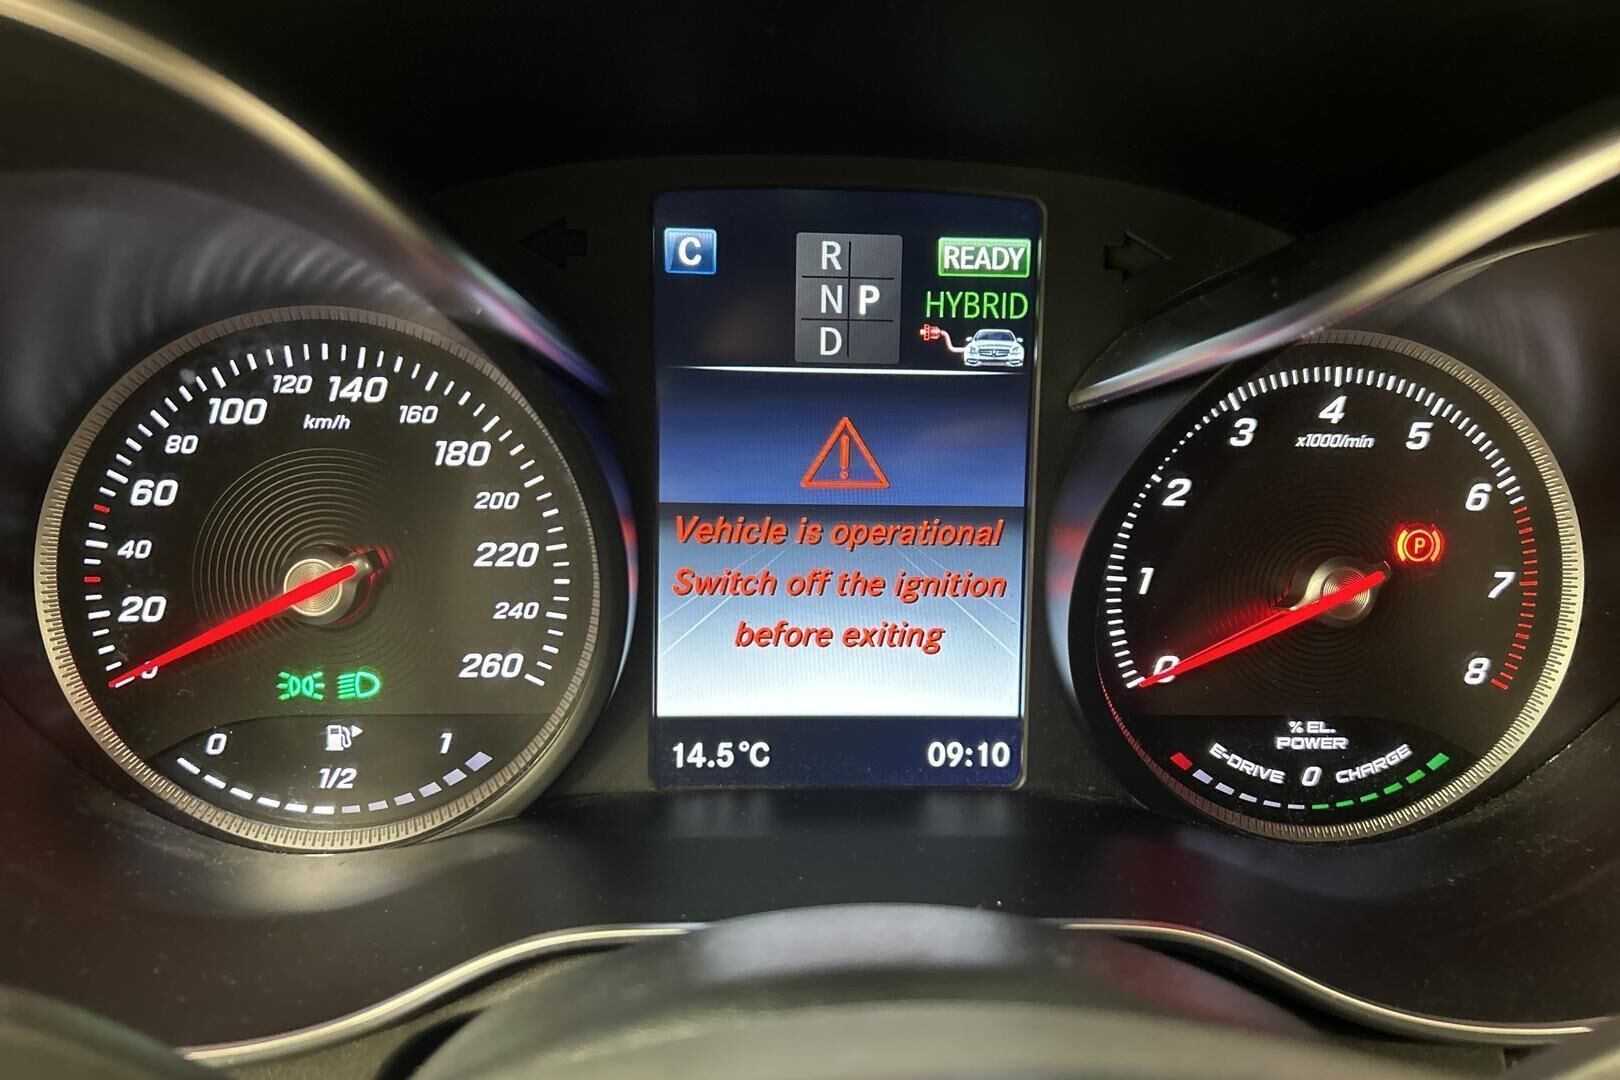 C
R
N P
D
READY
HYBRID
Vehicle is operational
Switch off the ignition
before exiting
14.5°C
09:10
0
20
40
60
80
100
120
140
160
180
200
220
240
260
km/h
0
1/2
1
0
1
2
3
4
5
6
7
8
x1000/min
P
% EL.
POWER
E-DRIVE 0 CHARGE